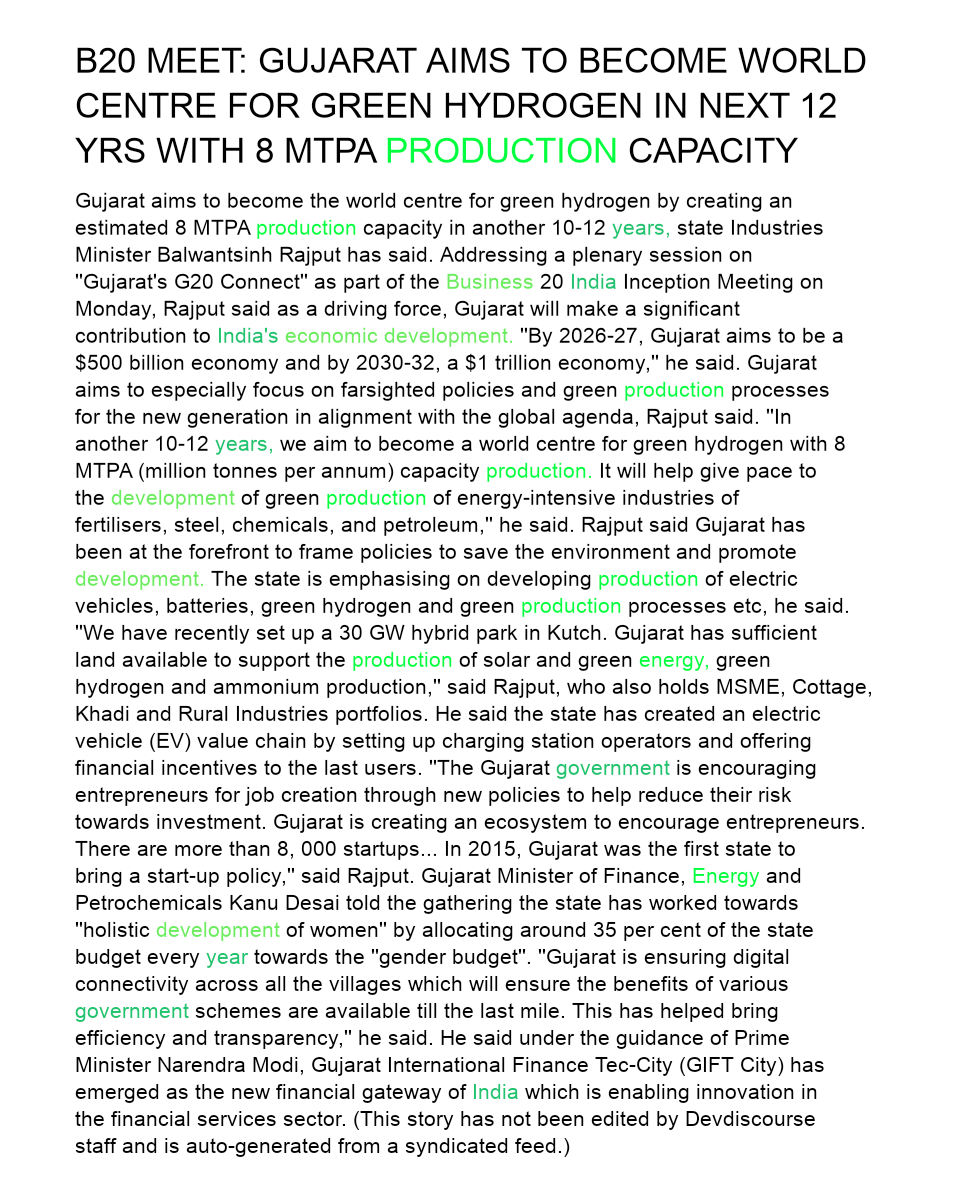 B20 MEET: GUJARAT AIMS TO BECOME WORLD
CENTRE FOR GREEN HYDROGEN IN NEXT 12
YRS WITH 8 MTPA PRODUCTION CAPACITY
Gujarat aims to become the world centre for green hydrogen by creating an
estimated 8 MTPA production capacity in another 10-12 years, state Industries
Minister Balwantsinh Rajput has said. Addressing a plenary session on
"Gujarat's G20 Connect" as part of the Business 20 India Inception Meeting on
Monday, Rajput said as a driving force, Gujarat will make a significant
contribution to India's economic development. "By 2026-27, Gujarat aims to be a
$500 billion economy and by 2030-32, a $1 trillion economy," he said. Gujarat
aims to especially focus on farsighted policies and green production processes
for the new generation in alignment with the global agenda, Rajput said. "In
another 10-12 years, we aim to become a world centre for green hydrogen with 8
MTPA (million tonnes per annum) capacity production. It will help give pace to
the development of green production of energy-intensive industries of
fertilisers, steel, chemicals, and petroleum," he said. Rajput said Gujarat has
been at the forefront to frame policies to save the environment and promote
development. The state is emphasising on developing production of electric
vehicles, batteries, green hydrogen and green production processes etc, he said.
"We have recently set up a 30 GW hybrid park in Kutch. Gujarat has sufficient
land available to support the production of solar and green energy, green
hydrogen and ammonium production," said Rajput, who also holds MSME, Cottage,
Khadi and Rural Industries portfolios. He said the state has created an electric
vehicle (EV) value chain by setting up charging station operators and offering
financial incentives to the last users. "The Gujarat government is encouraging
entrepreneurs for job creation through new policies to help reduce their risk
towards investment. Gujarat is creating an ecosystem to encourage entrepreneurs.
There are more than 8, 000 startups... In 2015, Gujarat was the first state to
bring a start-up policy," said Rajput. Gujarat Minister of Finance, Energy and
Petrochemicals Kanu Desai told the gathering the state has worked towards
"holistic development of women" by allocating around 35 per cent of the state
budget every year towards the "gender budget". "Gujarat is ensuring digital
connectivity across all the villages which will ensure the benefits of various
government schemes are available till the last mile. This has helped bring
efficiency and transparency," he said. He said under the guidance of Prime
Minister Narendra Modi, Gujarat International Finance Tec-City (GIFT City) has
emerged as the new financial gateway of India which is enabling innovation in
the financial services sector. (This story has not been edited by Devdiscourse
staff and is auto-generated from a syndicated feed.)